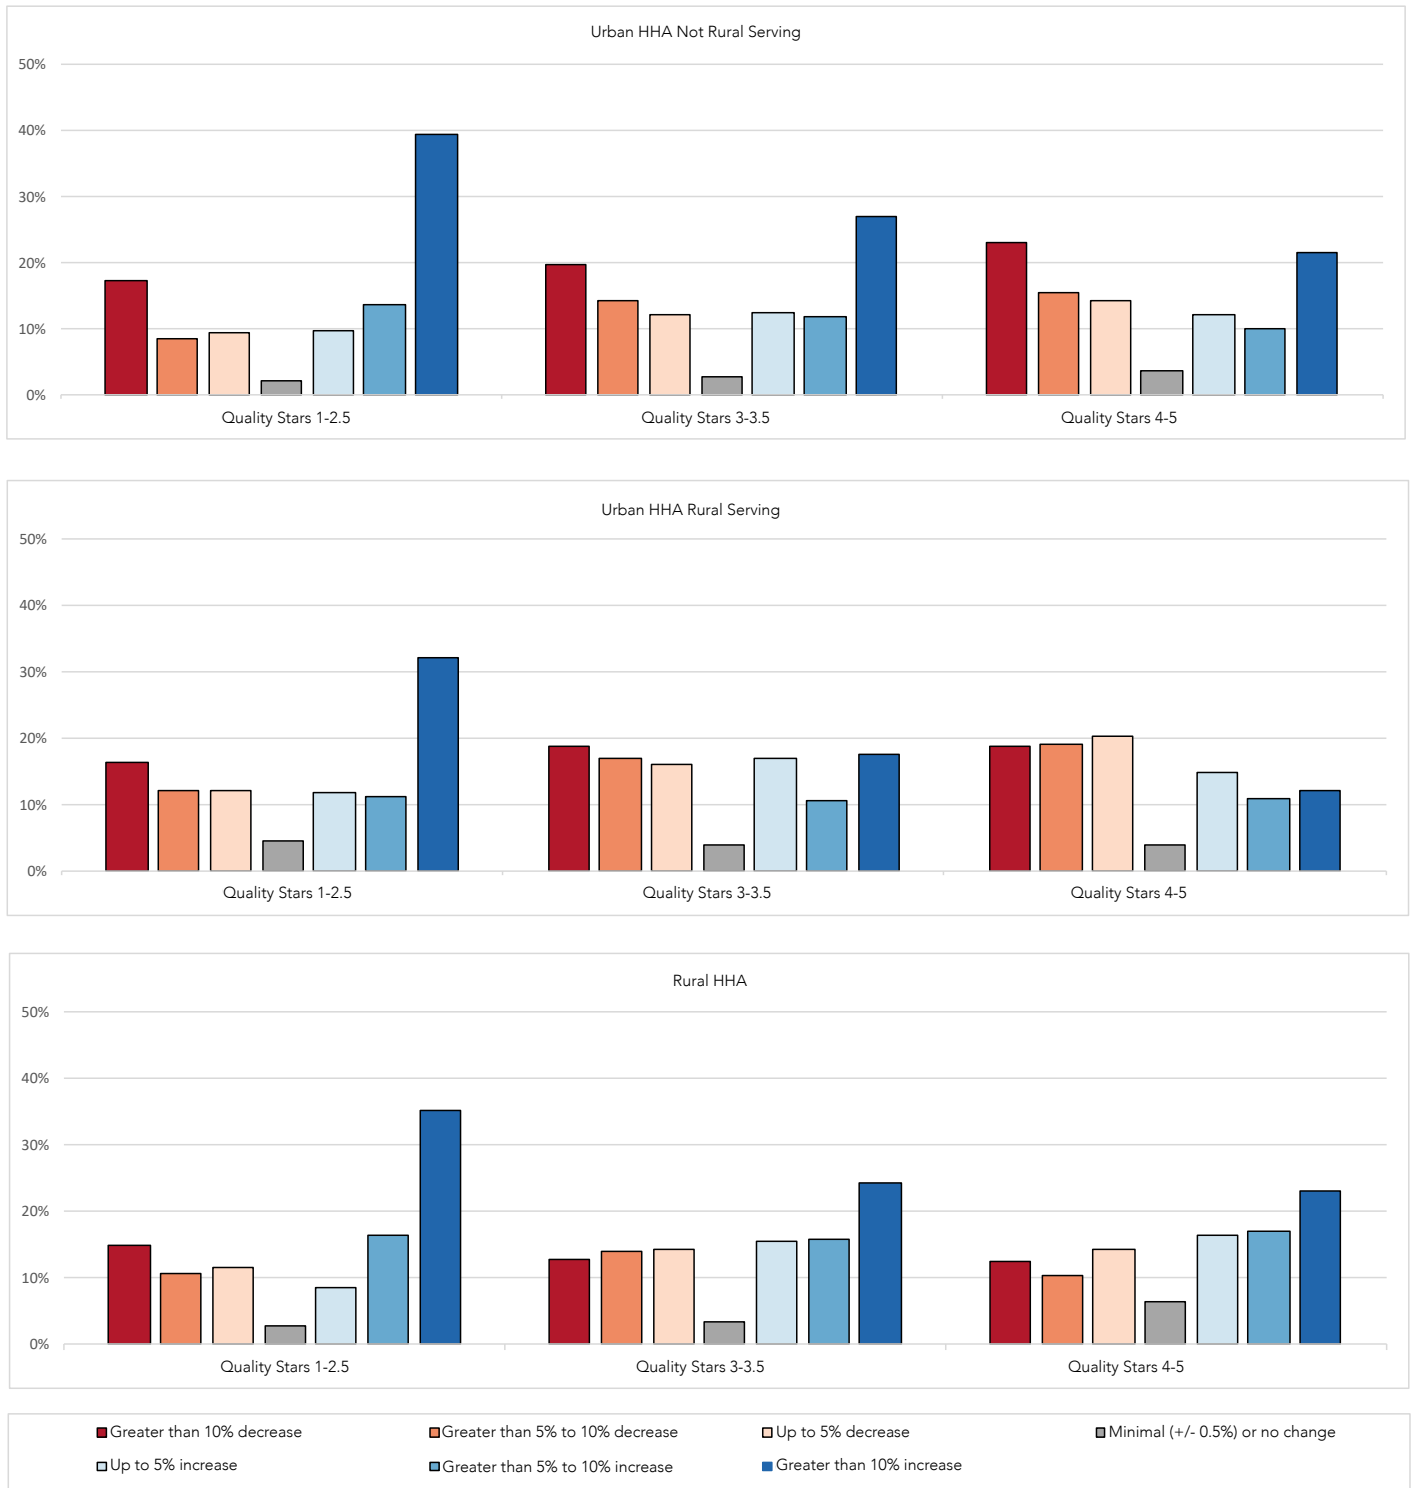 Urban HHA Not Rural Serving
50%
40%
30%
20%
10%
0%
Quality Stars 1-2.5 Quality Stars 3-3.5 Quality Stars 4-5
Urban HHA Rural Serving
50%
40%
30%
20%
10%
0%
Quality Stars 1-2.5 Quality Stars 3-3.5 Quality Stars 4-5
Rural HHA
50%
40%
30%
20%
10%
0%
Quality Stars 1-2.5 Quality Stars 3-3.5 Quality Stars 4-5
Greater than 10% decrease Greater than 5% to 10% decrease Up to 5% decrease Minimal (+/- 0.5%) or no change
Up to 5% increase Greater than 5% to 10% increase Greater than 10% increase